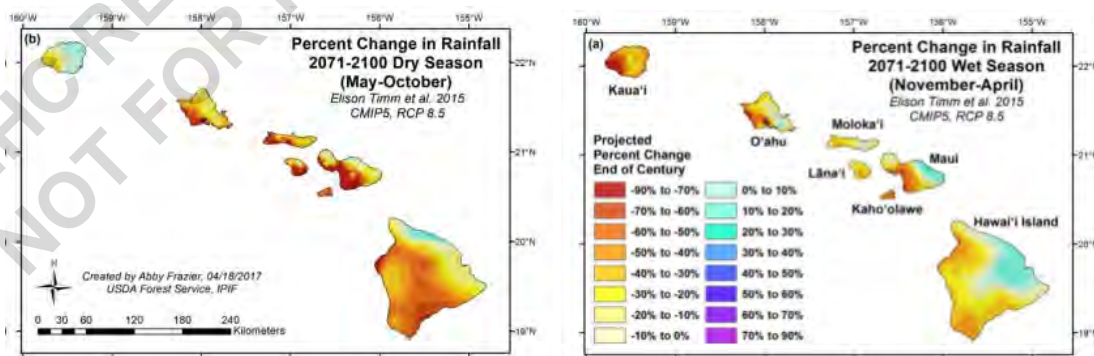 160°W
159°W
158°W
157°W
156°W
155°W
(b)
Percent Change in Rainfall
2071-2100 Dry Season
(May-October)
Elison Timm et al. 2015
CMIP5, RCP 8.5
22°N
21°N
20°N
19°N
N
Created by Abby Frazier, 04/18/2017
USDA Forest Service, IPIF
0 30 60 120 180 240
Kilometers
160°W
159°W
158°W
157°W
156°W
155°W
(a)
Percent Change in Rainfall
2071-2100 Wet Season
(November-April)
Elison Timm et al. 2015
CMIP5, RCP 8.5
22°N
21°N
20°N
19°N
Kaua'i
O'ahu
Moloka'i
Maui
Lāna'i
Kaho'olawe
Hawai'i Island
Projected
Percent Change
End of Century
-90% to -70%
-70% to -60%
-60% to -50%
-50% to -40%
-40% to -30%
-30% to -20%
-20% to -10%
-10% to 0%
0% to 10%
10% to 20%
20% to 30%
30% to 40%
40% to 50%
50% to 60%
60% to 70%
70% to 90%
NOT FOR